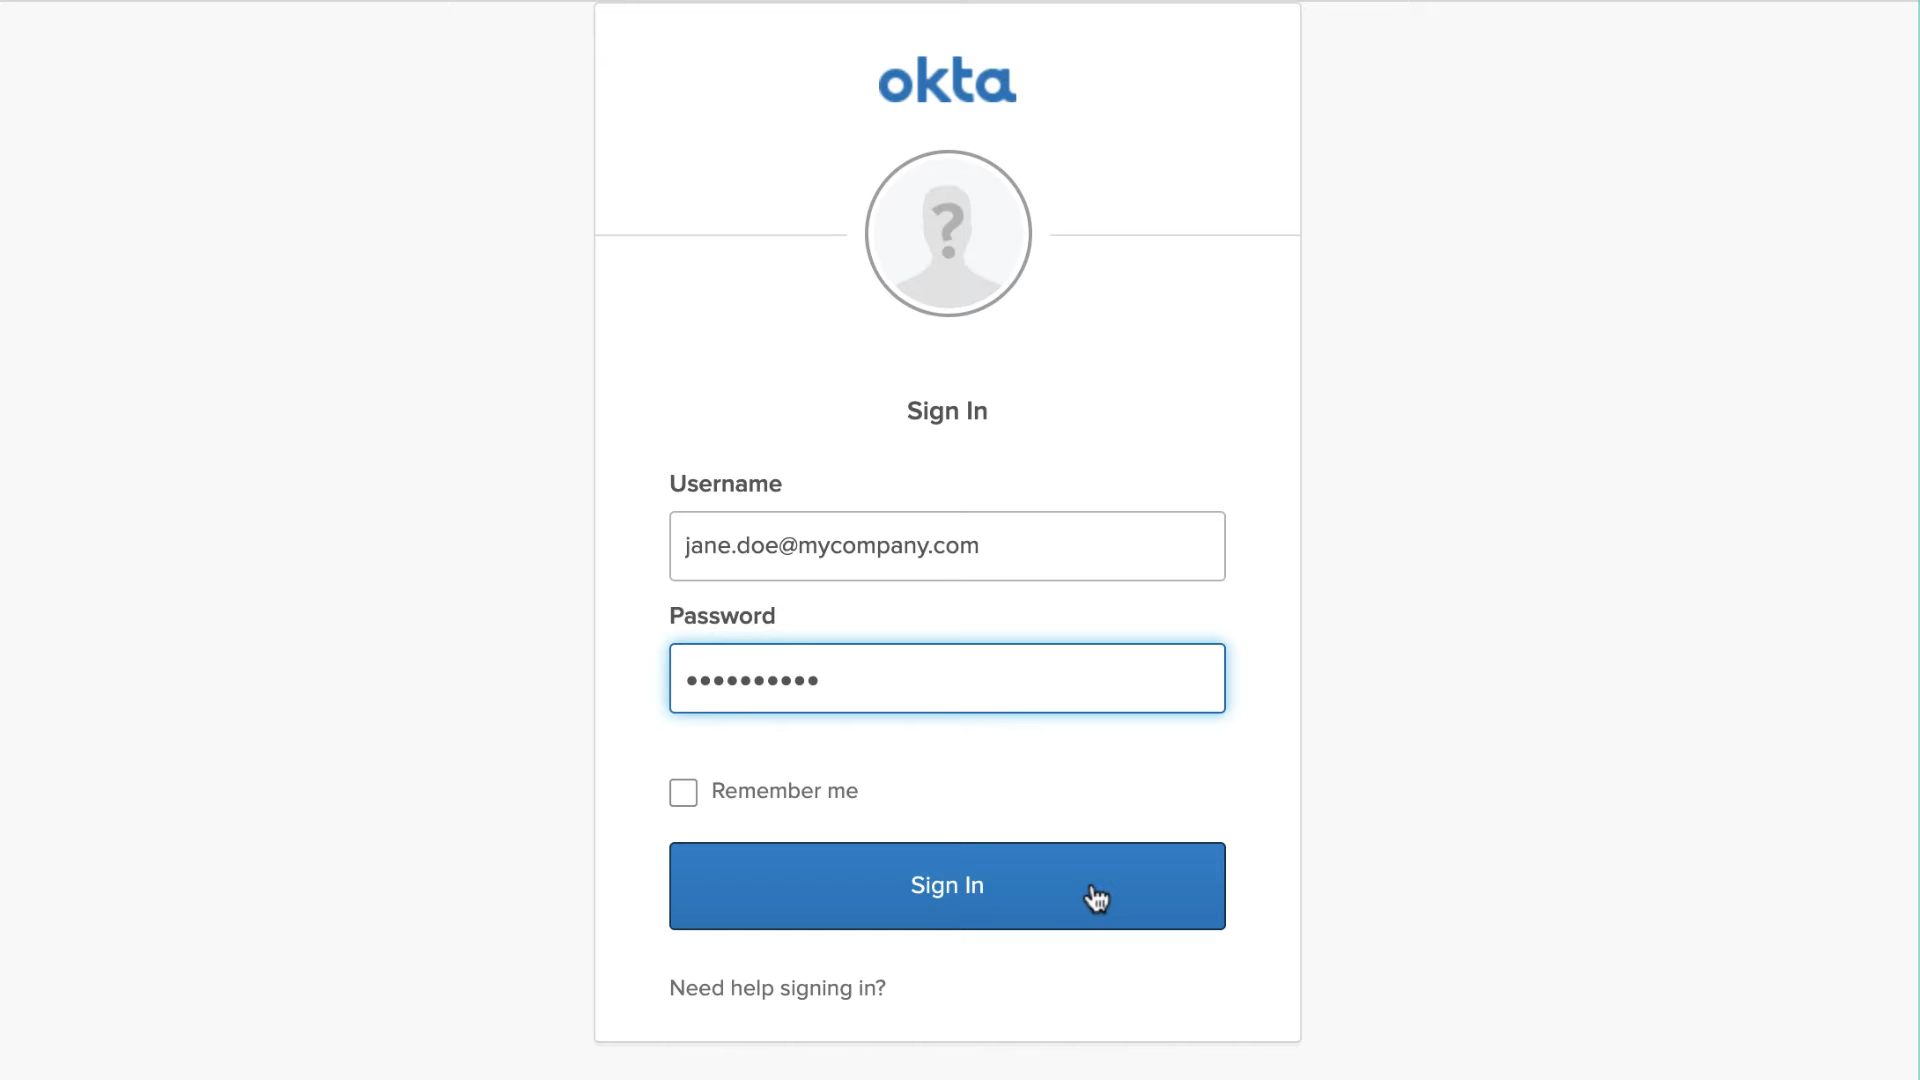 okta
?
Sign In
Username
jane.doe@mycompany.com
Password
••••••••••
Remember me
Sign In
Need help signing in?